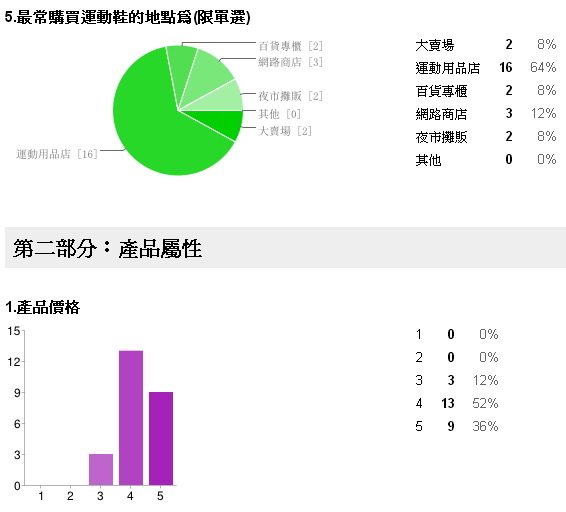 5.最常購買運動鞋的地點為(限單選)
百貨專櫃 [2]
網路商店 [3]
夜市攤販 [2]
其他 [0]
大賣場 [2]
運動用品店 [16]
大賣場 2 8%
運動用品店 16 64%
百貨專櫃 2 8%
網路商店 3 12%
夜市攤販 2 8%
其他 0 0%
第二部分：產品屬性
1.產品價格
15
12
9
6
3
0
1 2 3 4 5
1 0 0%
2 0 0%
3 3 12%
4 13 52%
5 9 36%